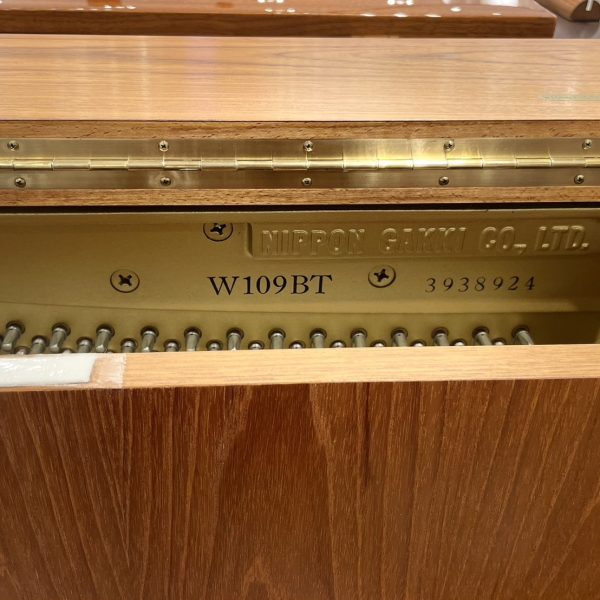 NIPPON GAKKI CO., LTD.
W109BT 3938924